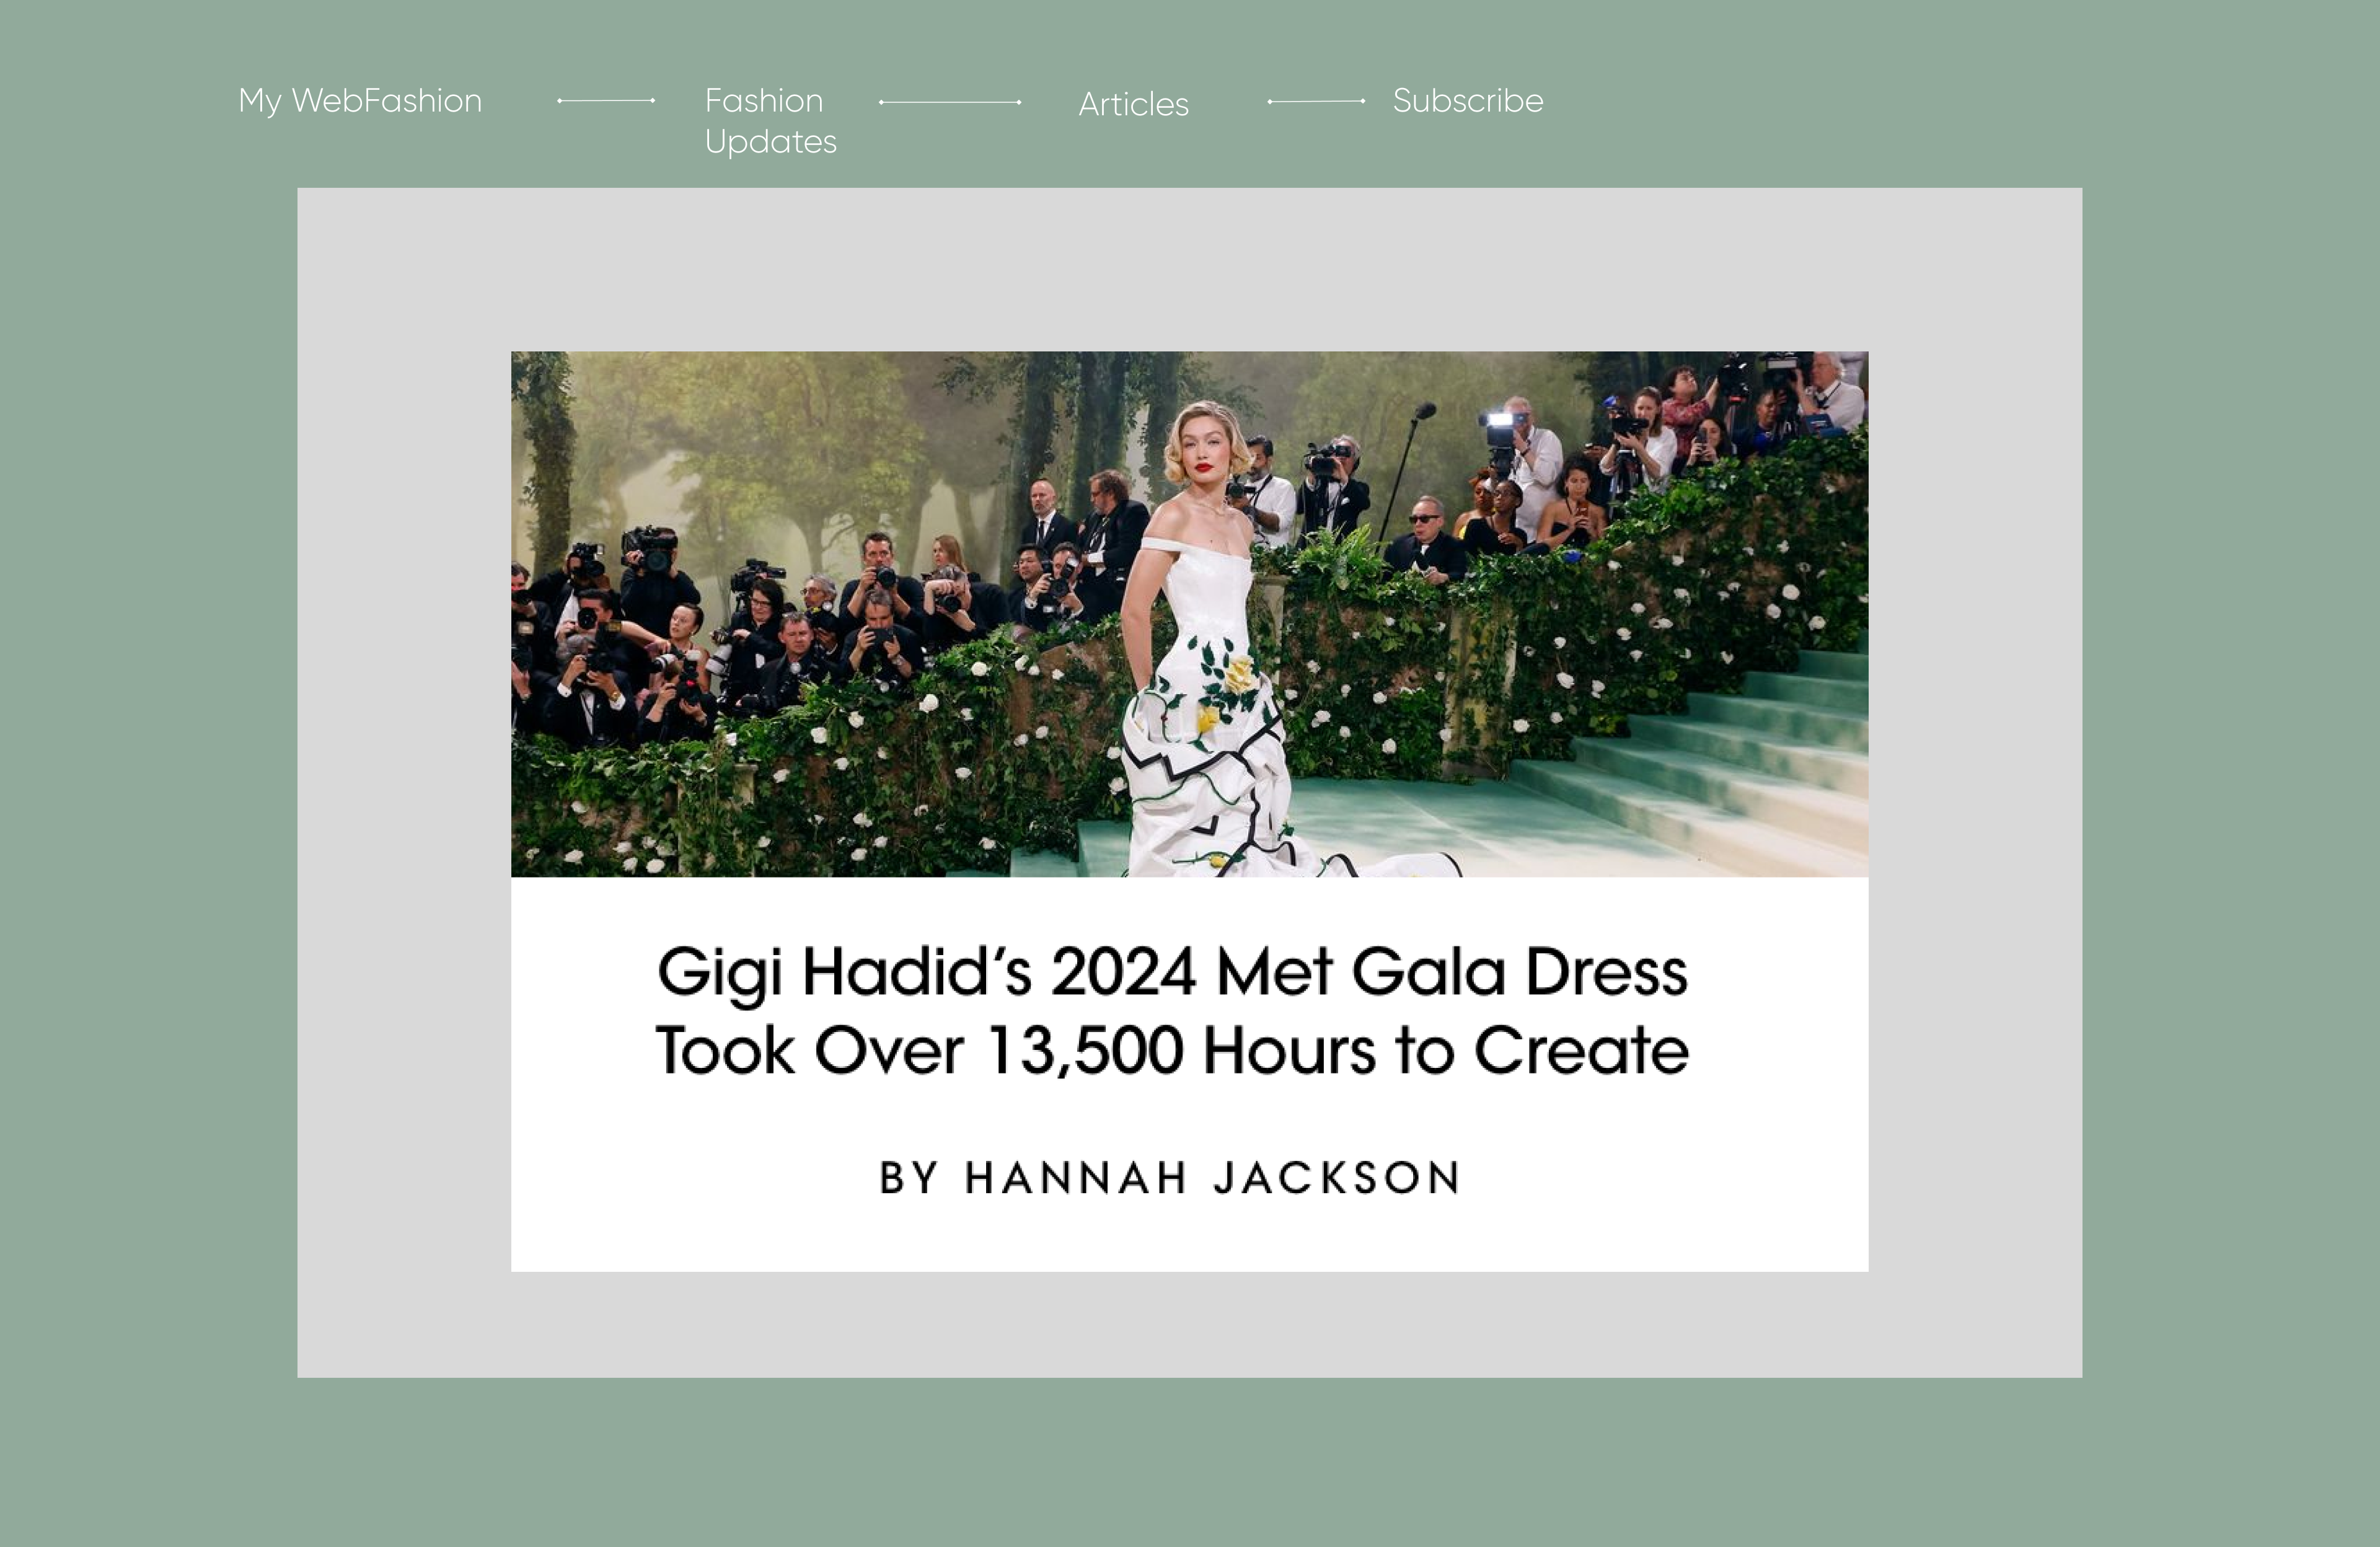 My WebFashion
Fashion
Updates
Articles
Subscribe
Gigi Hadid’s 2024 Met Gala Dress
Took Over 13,500 Hours to Create
BY HANNAH JACKSON